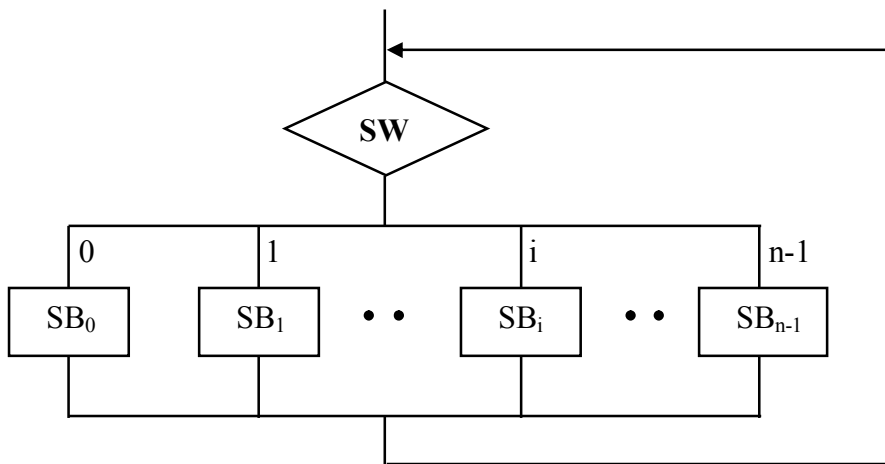 SW
0 1 i n-1
SB₀ SB₁ • • SBᵢ • • SBₙ₋₁